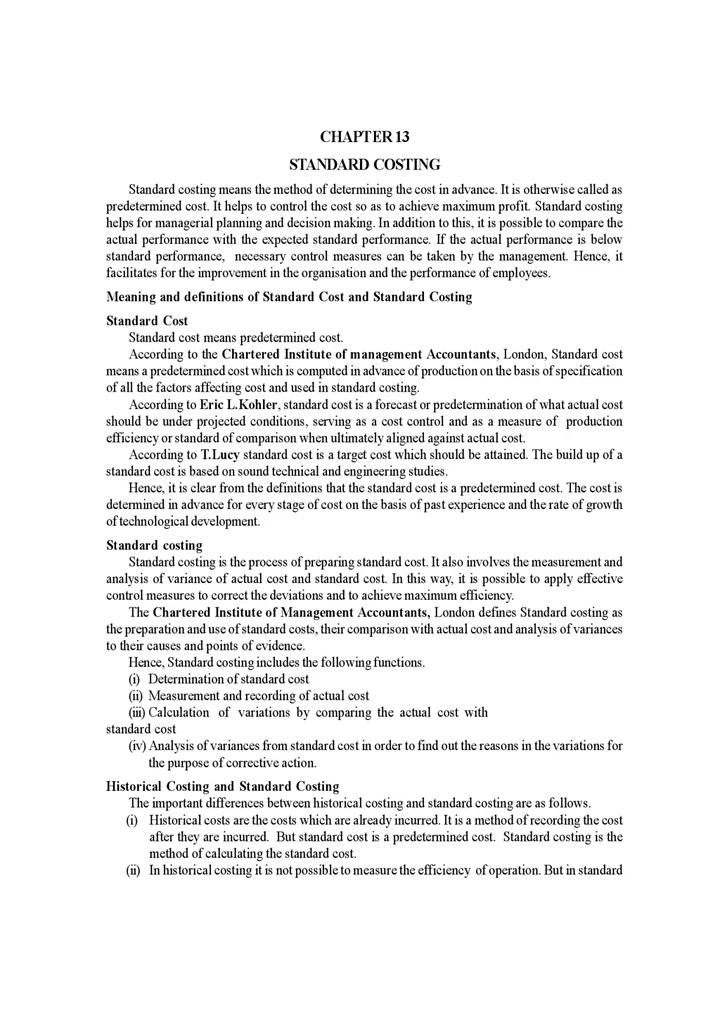 CHAPTER 13
STANDARD COSTING
Standard costing means the method of determining the cost in advance. It is otherwise called as
predetermined cost. It helps to control the cost so as to achieve maximum profit. Standard costing
helps for managerial planning and decision making. In addition to this, it is possible to compare the
actual performance with the expected standard performance. If the actual performance is below
standard performance, necessary control measures can be taken by the management. Hence, it
facilitates for the improvement in the organisation and the performance of employees.
Meaning and definitions of Standard Cost and Standard Costing
Standard Cost
Standard cost means predetermined cost.
According to the Chartered Institute of management Accountants, London, Standard cost
means a predetermined cost which is computed in advance of production on the basis of specification
of all the factors affecting cost and used in standard costing.
According to Eric L.Kohler, standard cost is a forecast or predetermination of what actual cost
should be under projected conditions, serving as a cost control and as a measure of production
efficiency or standard of comparison when ultimately aligned against actual cost.
According to T.Lucy standard cost is a target cost which should be attained. The build up of a
standard cost is based on sound technical and engineering studies.
Hence, it is clear from the definitions that the standard cost is a predetermined cost. The cost is
determined in advance for every stage of cost on the basis of past experience and the rate of growth
of technological development.
Standard costing
Standard costing is the process of preparing standard cost. It also involves the measurement and
analysis of variance of actual cost and standard cost. In this way, it is possible to apply effective
control measures to correct the deviations and to achieve maximum efficiency.
The Chartered Institute of Management Accountants, London defines Standard costing as
the preparation and use of standard costs, their comparison with actual cost and analysis of variances
to their causes and points of evidence.
Hence, Standard costing includes the following functions.
(i) Determination of standard cost
(ii) Measurement and recording of actual cost
(iii) Calculation of variations by comparing the actual cost with
standard cost
(iv) Analysis of variances from standard cost in order to find out the reasons in the variations for
the purpose of corrective action.
Historical Costing and Standard Costing
The important differences between historical costing and standard costing are as follows.
(i) Historical costs are the costs which are already incurred. It is a method of recording the cost
after they are incurred. But standard cost is a predetermined cost. Standard costing is the
method of calculating the standard cost.
(ii) In historical costing it is not possible to measure the efficiency of operation. But in standard